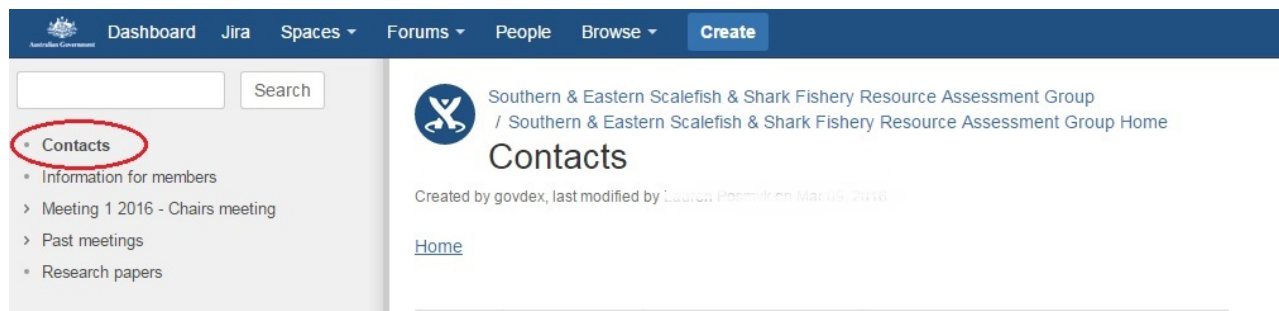 Australian Government
Dashboard Jira Spaces Forums People Browse Create
Search
Contacts
Information for members
Meeting 1 2016 - Chairs meeting
Past meetings
Research papers
Southern & Eastern Scalefish & Shark Fishery Resource Assessment Group
/ Southern & Eastern Scalefish & Shark Fishery Resource Assessment Group Home
Contacts
Created by govdex, last modified by
Home